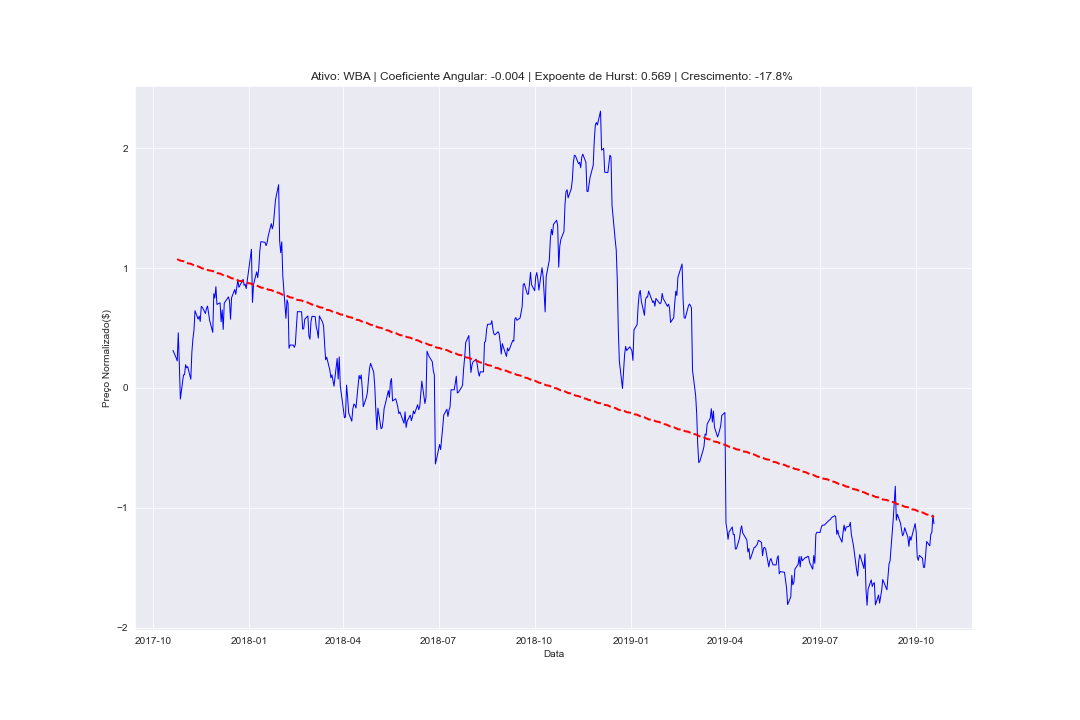 Ativo: WBA | Coeficiente Angular: -0.004 | Expoente de Hurst: 0.569 | Crescimento: -17.8%
Preço Normalizado($)
2
1
0
−1
−2
2017-10 2018-01 2018-04 2018-07 2018-10 2019-01 2019-04 2019-07 2019-10
Data